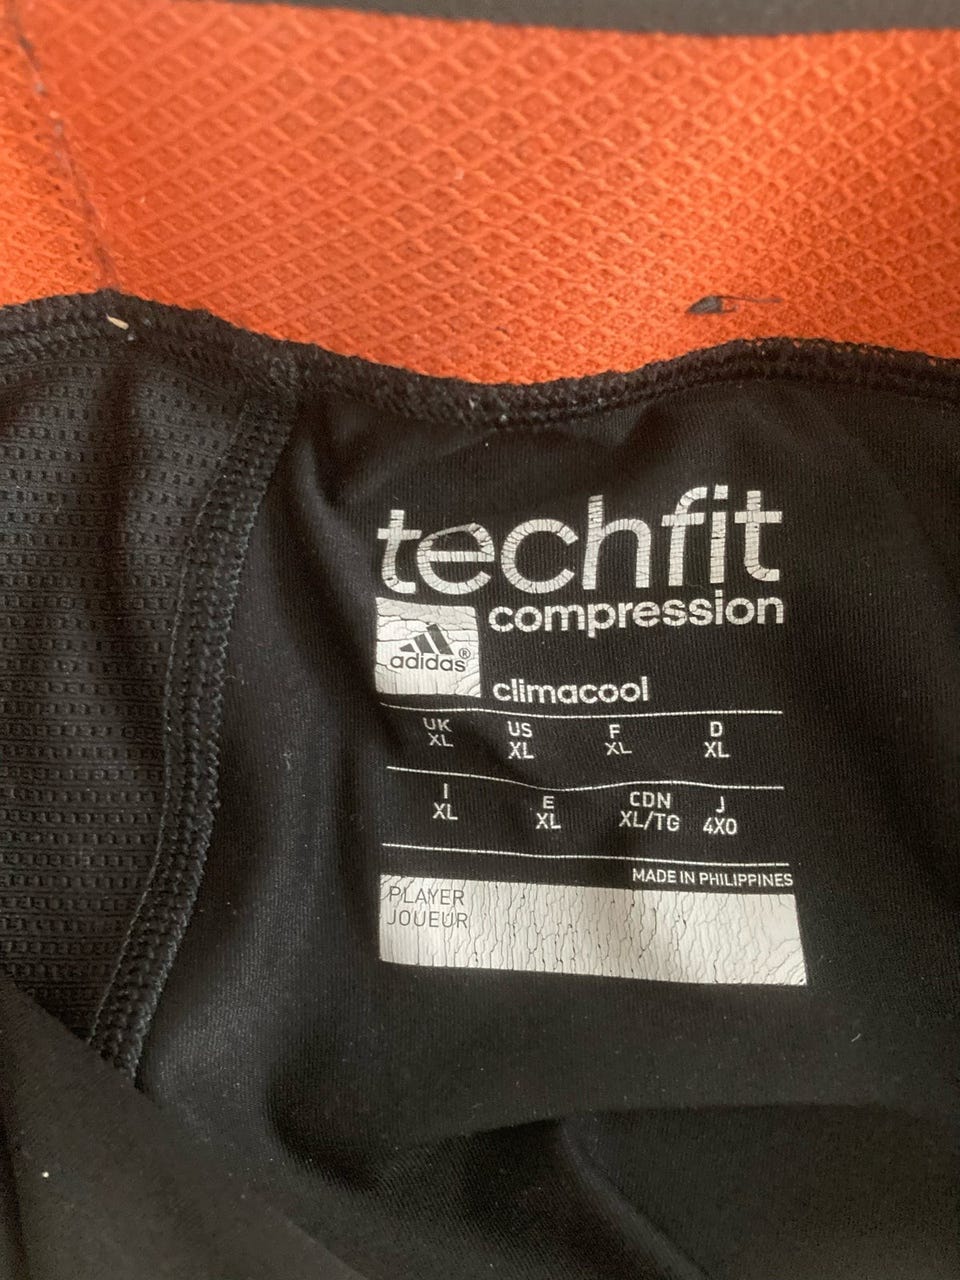 techfit
compression
adidas®
climacool
UK US F D
XL XL XL XL
I E CDN J
XL XL XL/TG 4XO
MADE IN PHILIPPINES
PLAYER
JOUEUR